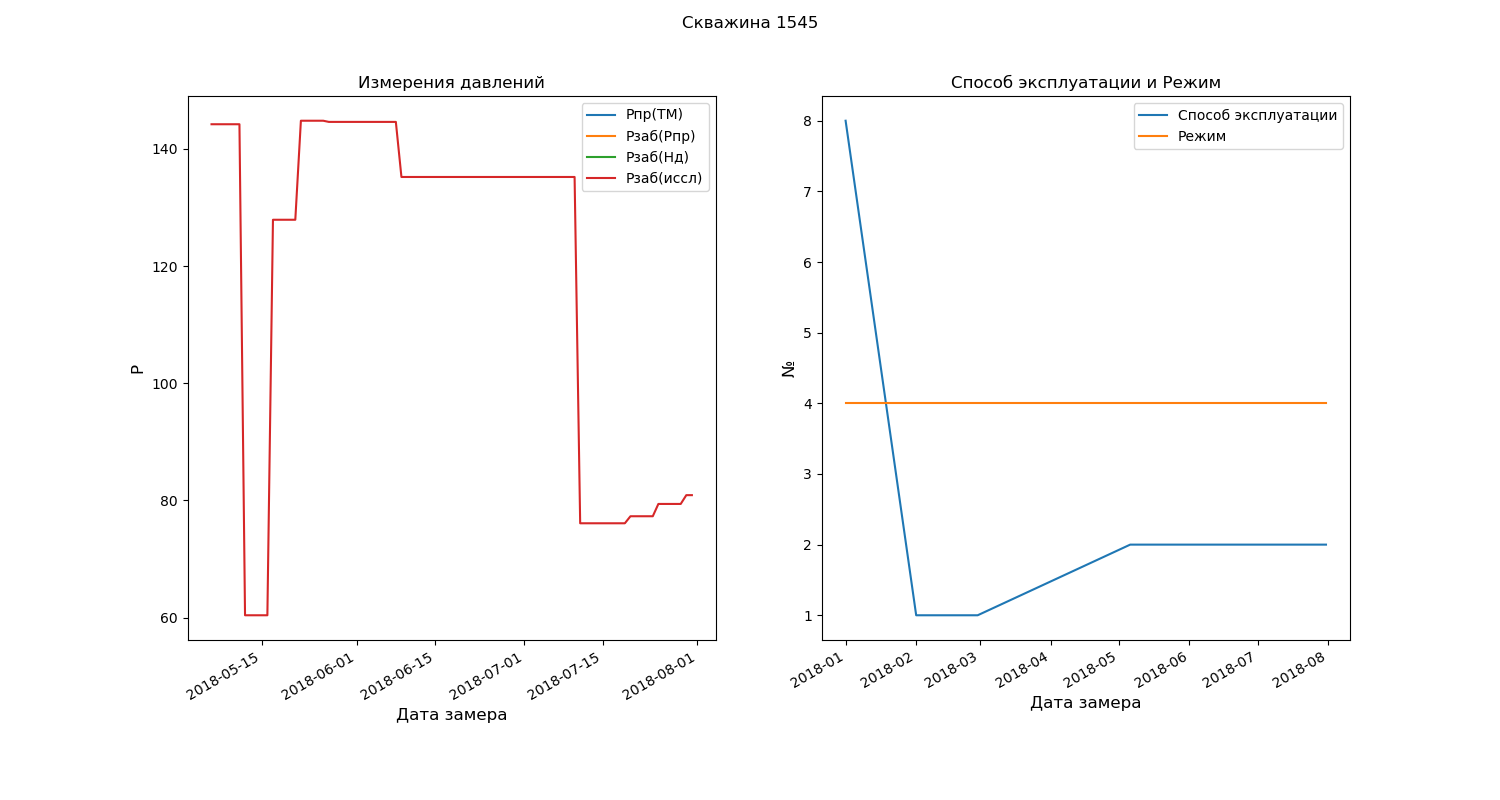 Скважина 1545
Измерения давлений
Рпр(ТМ)
Рзаб(Рпр)
Рзаб(Нд)
Рзаб(иссл)
140
120
100
80
60
Р
2018-05-15
2018-06-01
2018-06-15
2018-07-01
2018-07-15
2018-08-01
Дата замера
Способ эксплуатации и Режим
Способ эксплуатации
Режим
8
7
6
5
4
3
2
1
№
2018-01
2018-02
2018-03
2018-04
2018-05
2018-06
2018-07
2018-08
Дата замера